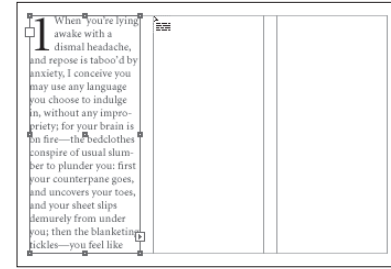 1 When you're lying
awake with a
dismal headache,
and repose is taboo'd by
anxiety, I conceive you
may use any language
you choose to indulge
in, without any impro-
priety; for your brain is
on fire—the bedclothes
conspire of usual slum-
ber to plunder you: first
your counterpane goes,
and uncovers your toes,
and your sheet slips
demurely from under
you; then the blanketing
tickles—you feel like